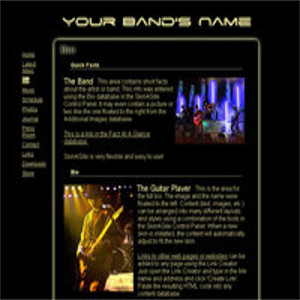 YOUR BAND'S NAME
Home
Latest
News
Bio
Music
Schedule
Photos
Journal
Press
Room
Contact
Links
Downloads
Store
Bio
Quick Facts
The Band This area contains short facts
about the artist or band. This info was entered
using the Bio database in the SkinASite
Control Panel. It may even contain a picture or
two like the one floated to the right from the
Additional Images database.
This is a link in the Fact At A Glance
database.
SkinASite is very flexible and easy to use!
Bio
The Guitar Player This is the area for
the full bio. The image and the name were
floated to the left. Content (text, images, etc.)
can be arranged into many different layouts
and styles using a combination of the tools in
the SkinASite Control Panel. When a new
skin is installed, the content will automatically
adjust to fit the new skin.
Links to other web pages or websites can be
added to any page using the Link Creator.
Just open the Link Creator and type in the link
name and address and click "Create Link".
Paste the resulting HTML code into any
content database